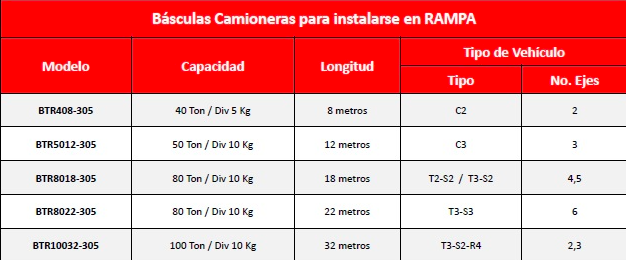 Básculas Camioneras para instalarse en RAMPA
Modelo Capacidad Longitud Tipo de Vehículo
Tipo No. Ejes
BTR408-305 40 Ton / Div 5 Kg 8 metros C2 2
BTR5012-305 50 Ton / Div 10 Kg 12 metros C3 3
BTR8018-305 80 Ton / Div 10 Kg 18 metros T2-S2 / T3-S2 4,5
BTR8022-305 80 Ton / Div 10 Kg 22 metros T3-S3 6
BTR10032-305 100 Ton / Div 10 Kg 32 metros T3-S2-R4 2,3